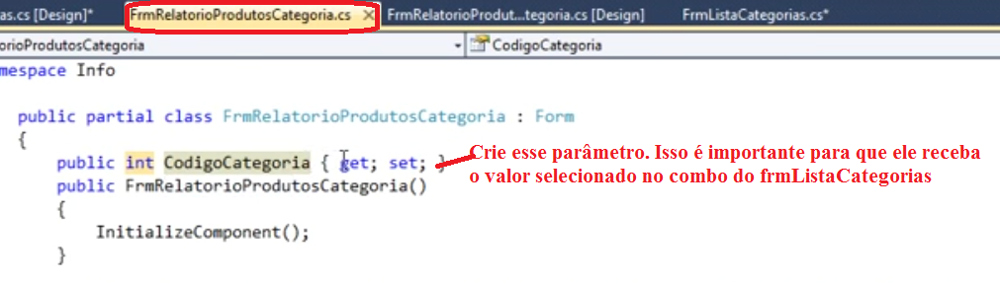 as.cs [Design]* FrmRelatorioProdutosCategoria.cs FrmRelatorioProdut...tegoria.cs [Design] FrmListaCategorias.cs*
orioProdutosCategoria CodigoCategoria
mespace Info
public partial class FrmRelatorioProdutosCategoria : Form
{
public int CodigoCategoria { get; set; }
Crie esse parâmetro. Isso é importante para que ele receba
o valor selecionado no combo do frmListaCategorias
public FrmRelatorioProdutosCategoria()
{
InitializeComponent();
}